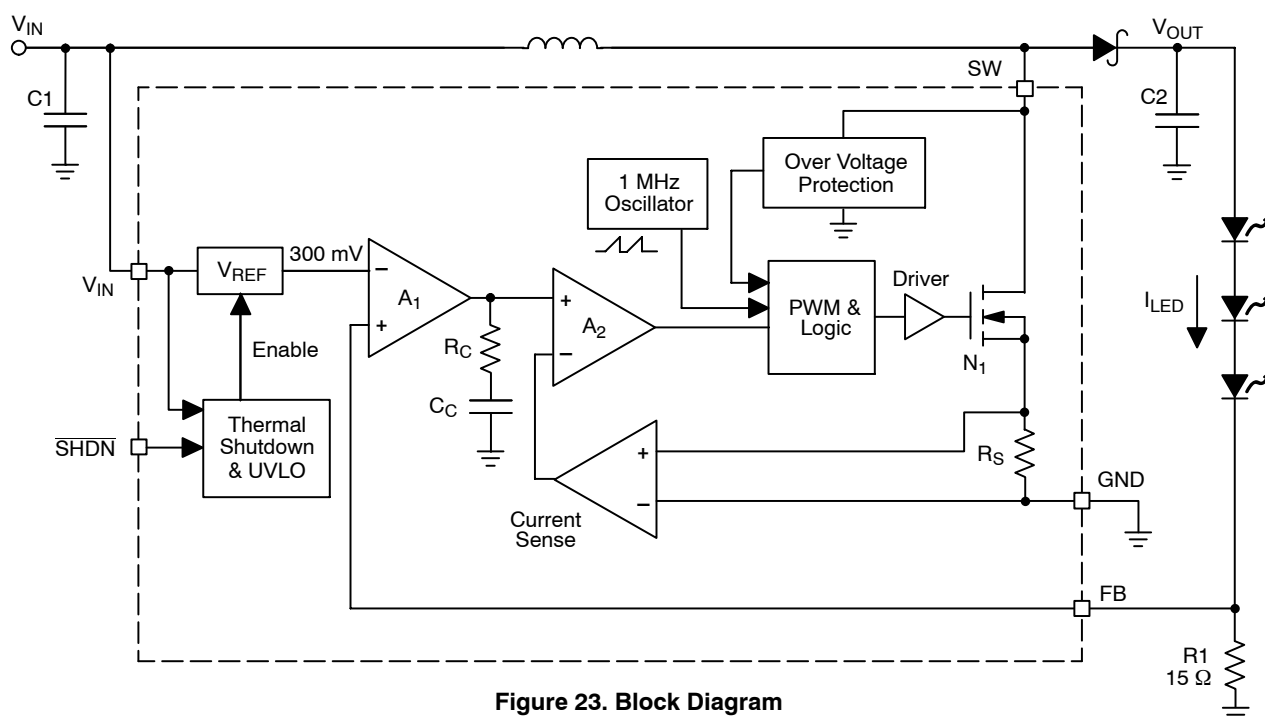 VIN
VOUT
SW
C1
C2
Over Voltage
Protection
1 MHz
Oscillator
300 mV
VREF
VIN
−
+
A1
Enable
RC
CC
+
−
A2
PWM &
Logic
Driver
N1
ILED
Thermal
Shutdown
& UVLO
SHDN
+
−
Current
Sense
RS
GND
FB
R1
15 Ω
Figure 23. Block Diagram